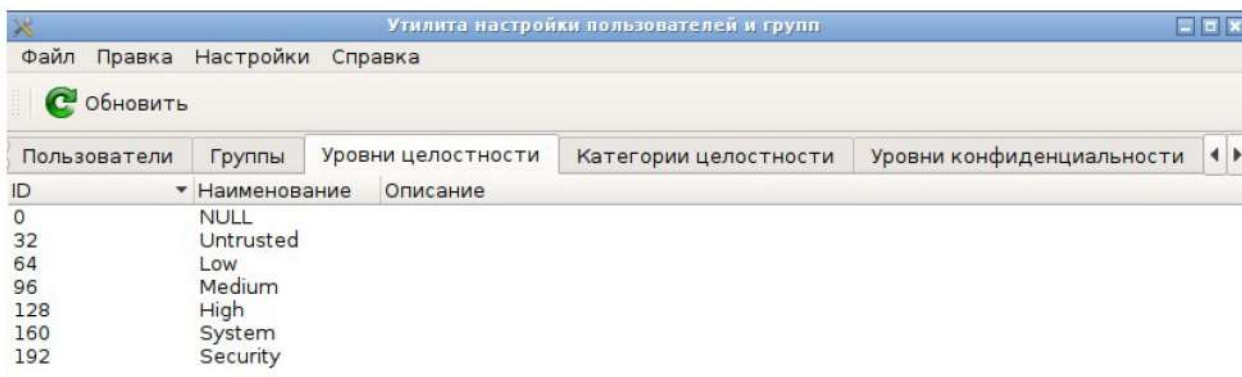 Утилита настройки пользователей и групп
Файл Правка Настройки Справка
Обновить
Пользователи Группы Уровни целостности Категории целостности Уровни конфиденциальности
ID Наименование Описание
0 NULL
32 Untrusted
64 Low
96 Medium
128 High
160 System
192 Security